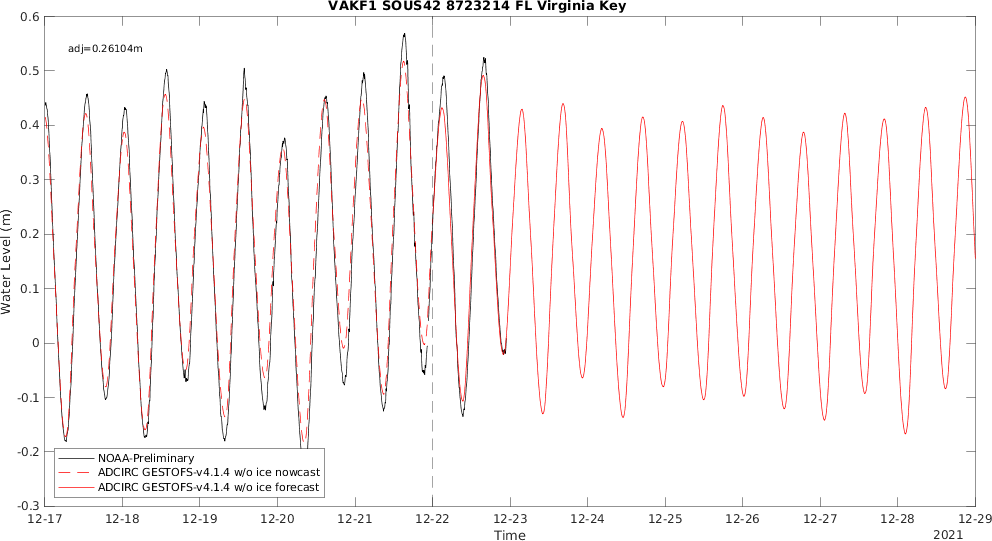 VAKF1 SOUS42 8723214 FL Virginia Key
adj=0.26104m
0.6
0.5
0.4
0.3
0.2
0.1
0
-0.1
-0.2
-0.3
Water Level (m)
NOAA-Preliminary
ADCIRC GESTOFS-v4.1.4 w/o ice nowcast
ADCIRC GESTOFS-v4.1.4 w/o ice forecast
12-17 12-18 12-19 12-20 12-21 12-22 12-23 12-24 12-25 12-26 12-27 12-28 12-29
Time
2021